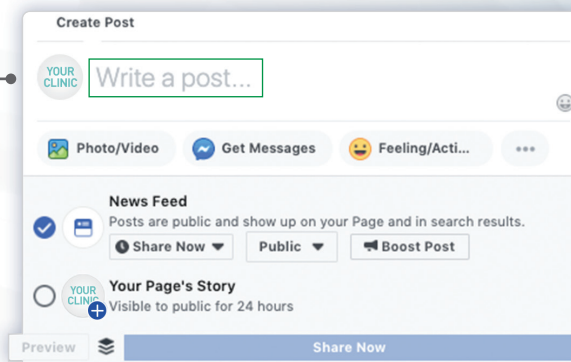 Create Post
YOUR
CLINIC
Write a post...
Photo/Video Get Messages Feeling/Acti...
News Feed
Posts are public and show up on your Page and in search results.
Share Now Public Boost Post
YOUR
CLINIC
Your Page's Story
Visible to public for 24 hours
Preview Share Now